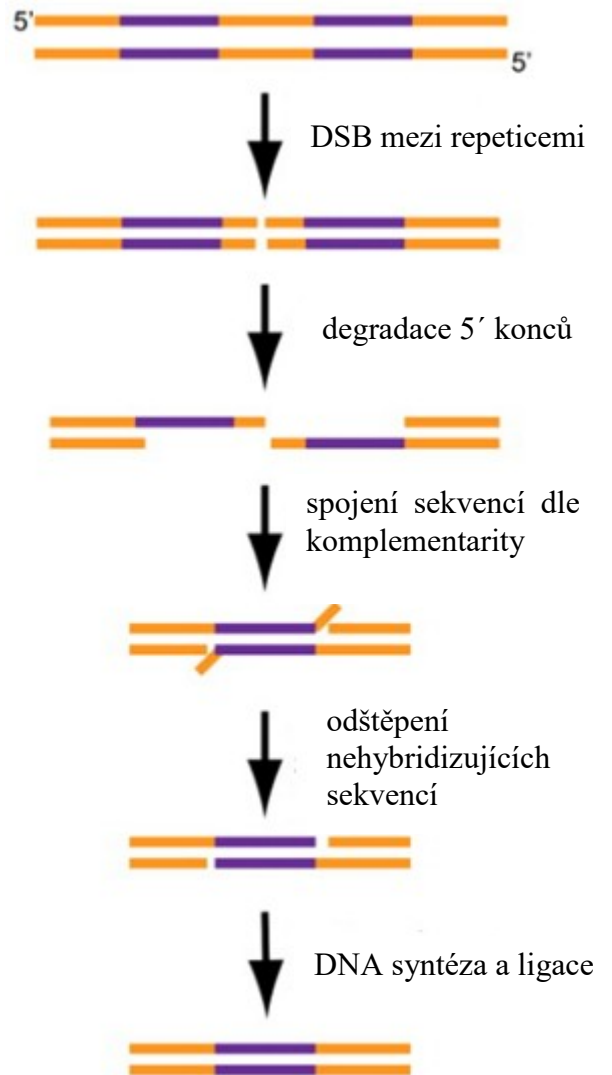 5'
5'
DSB mezi repeticemi
degradace 5´ konců
spojení sekvencí dle
komplementarity
odštěpení
nehybridizujících
sekvencí
DNA syntéza a ligace